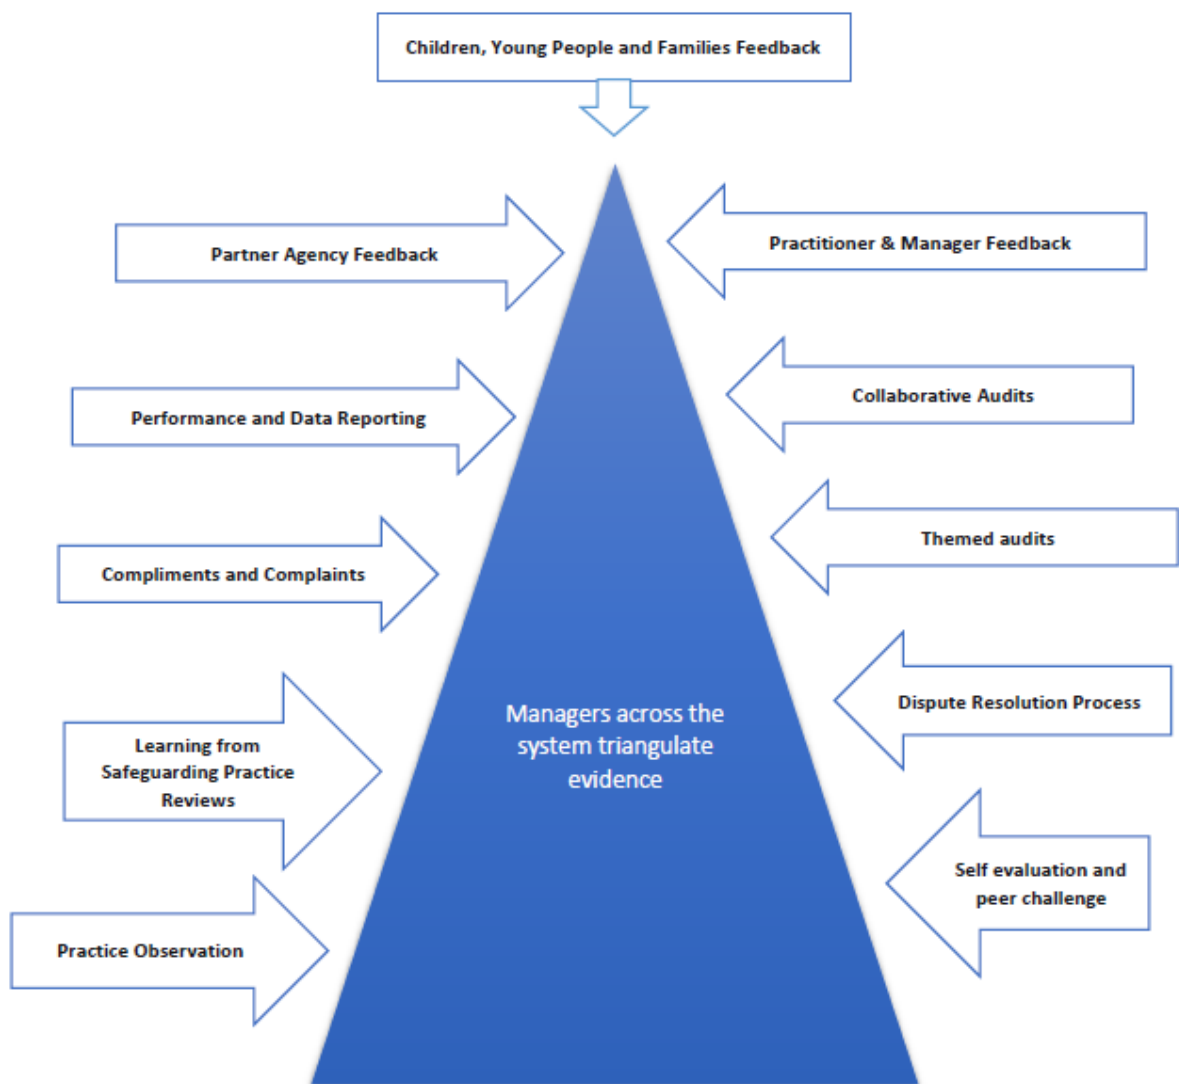 Children, Young People and Families Feedback
Partner Agency Feedback
Practitioner & Manager Feedback
Performance and Data Reporting
Collaborative Audits
Compliments and Complaints
Themed audits
Learning from
Safeguarding Practice
Reviews
Managers across the
system triangulate
evidence
Dispute Resolution Process
Practice Observation
Self evaluation and
peer challenge